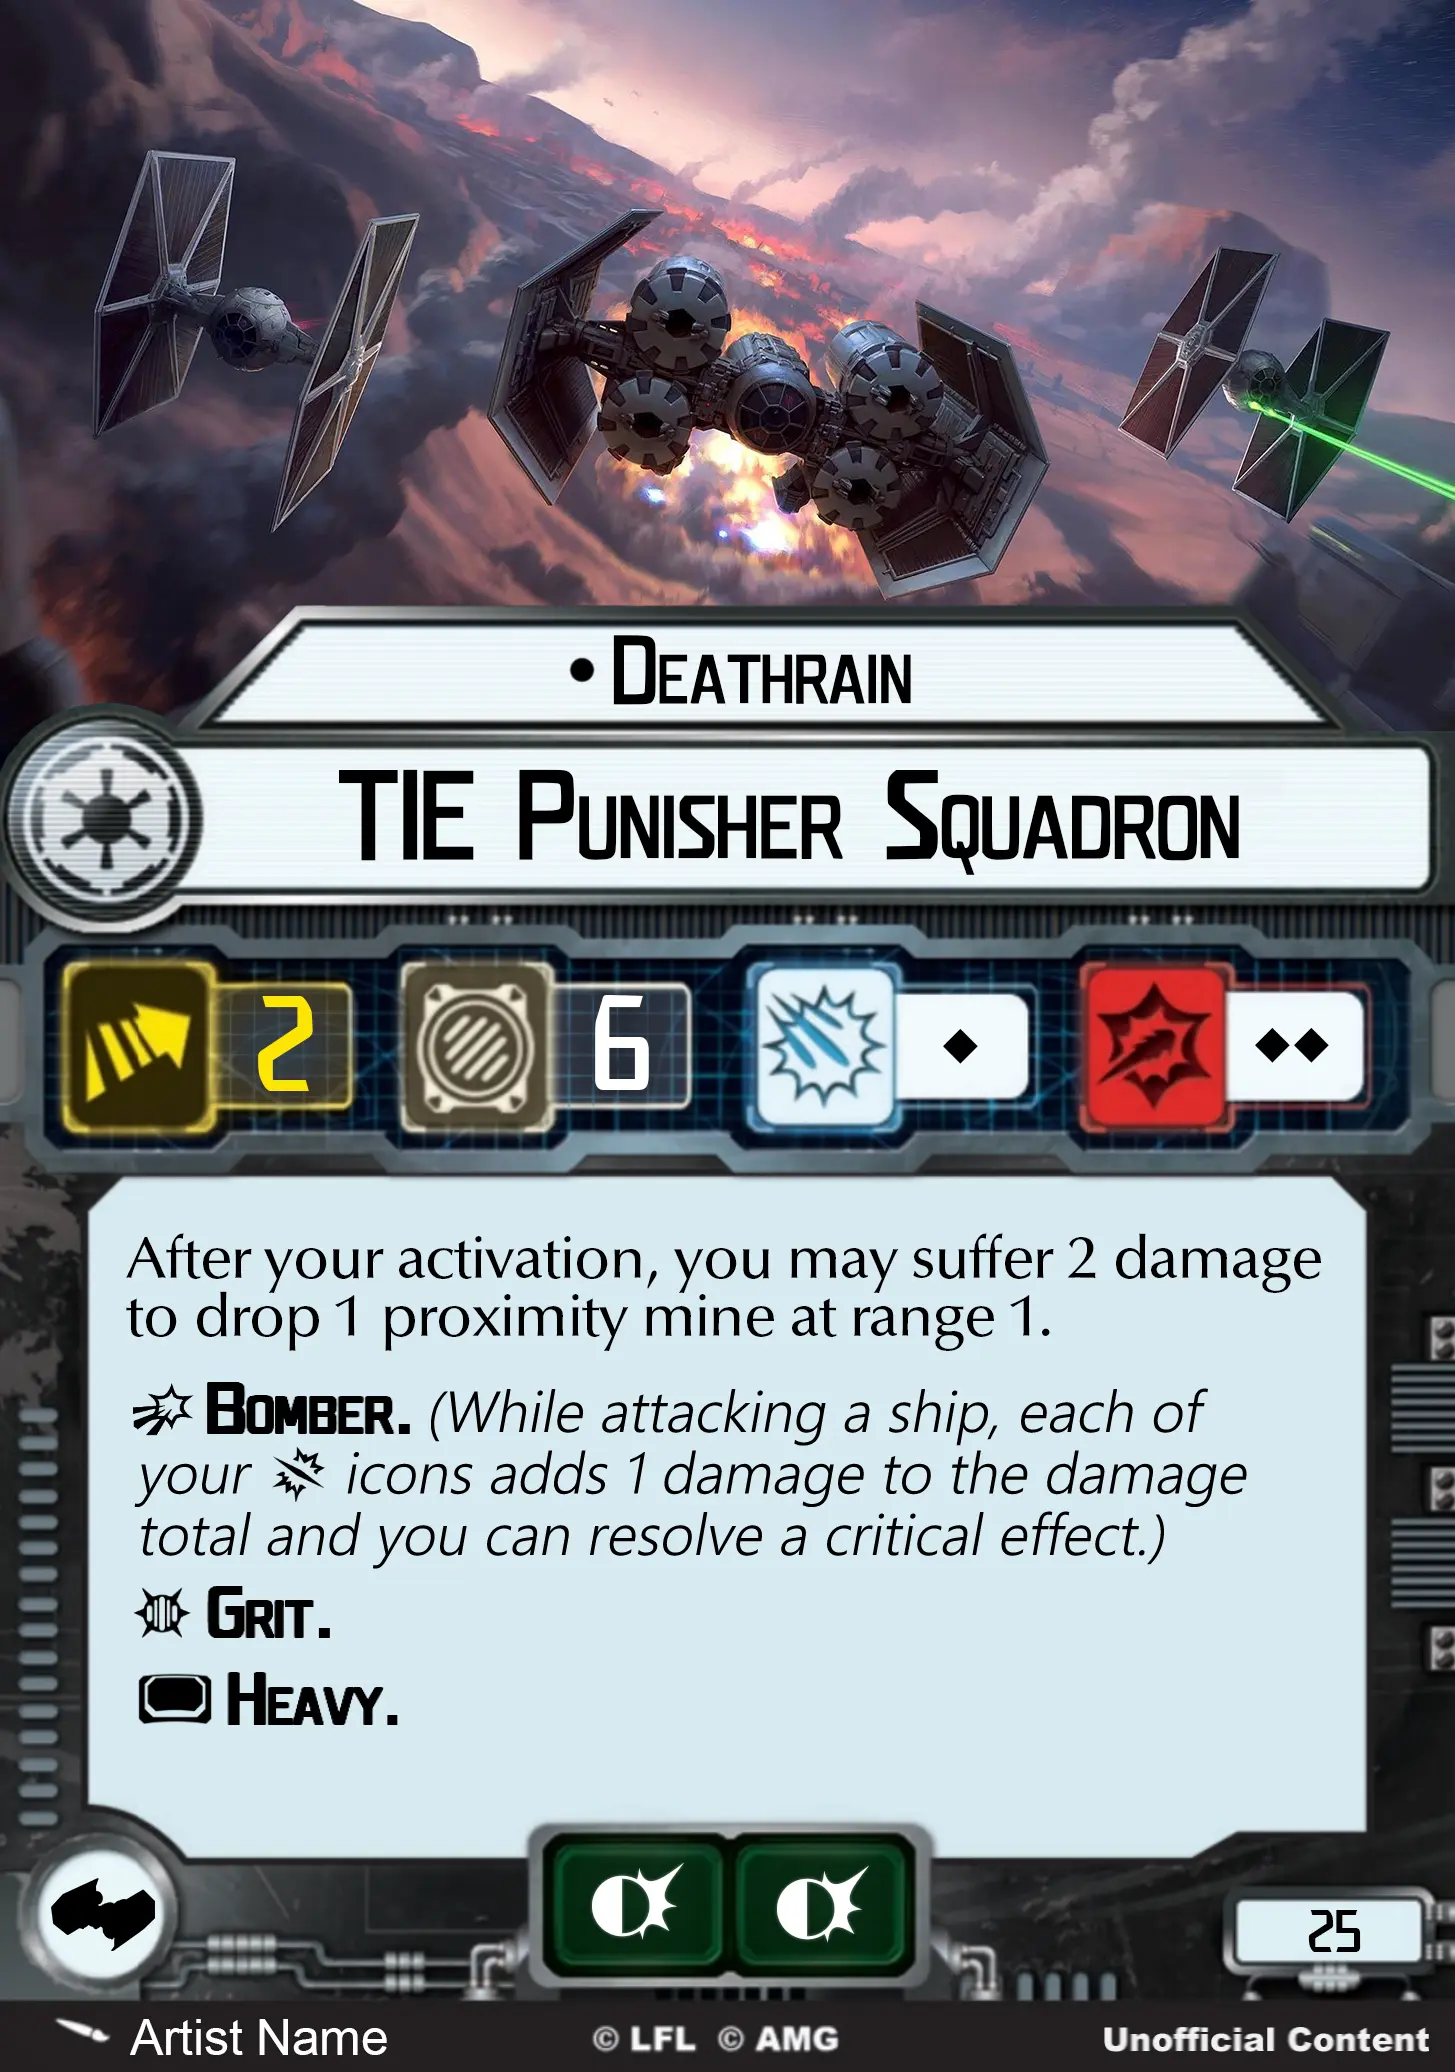 • Deathrain
TIE Punisher Squadron
2
6
After your activation, you may suffer 2 damage
to drop 1 proximity mine at range 1.
Bomber. (While attacking a ship, each of
your icons adds 1 damage to the damage
total and you can resolve a critical effect.)
Grit.
Heavy.
25
Artist Name
© LFL © AMG
Unofficial Content